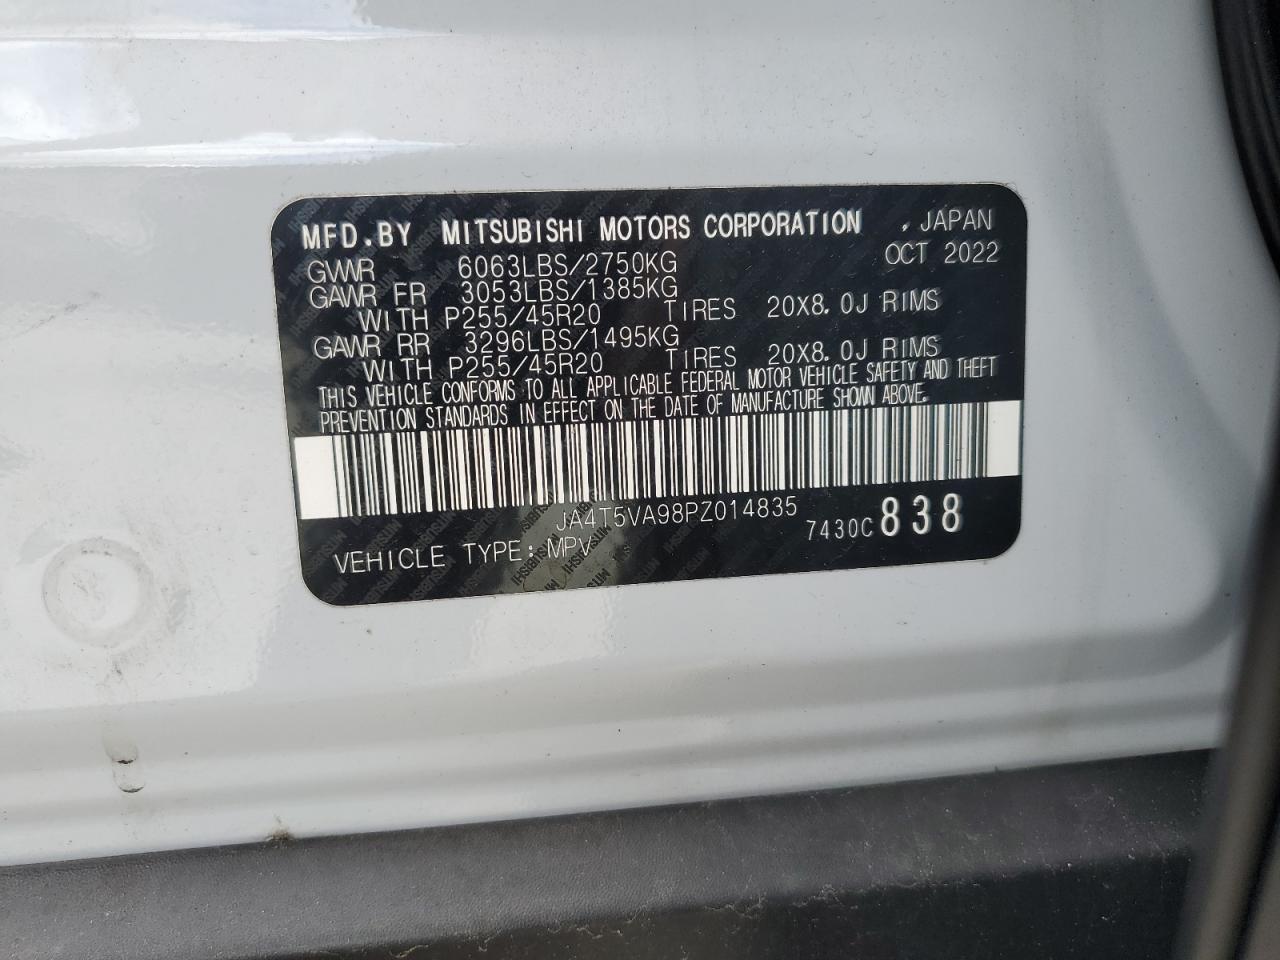 MFD.BY MITSUBISHI MOTORS CORPORATION , JAPAN
GVWR 6063LBS/2750KG OCT 2022
GAWR FR 3053LBS/1385KG
WITH P255/45R20 TIRES 20X8.0J RIMS
GAWR RR 3296LBS/1495KG
WITH P255/45R20 TIRES 20X8.0J RIMS
THIS VEHICLE CONFORMS TO ALL APPLICABLE FEDERAL MOTOR VEHICLE SAFETY AND THEFT
PREVENTION STANDARDS IN EFFECT ON THE DATE OF MANUFACTURE SHOWN ABOVE.
JA4T5VA98PZ014835
7430C 838
VEHICLE TYPE: MPV